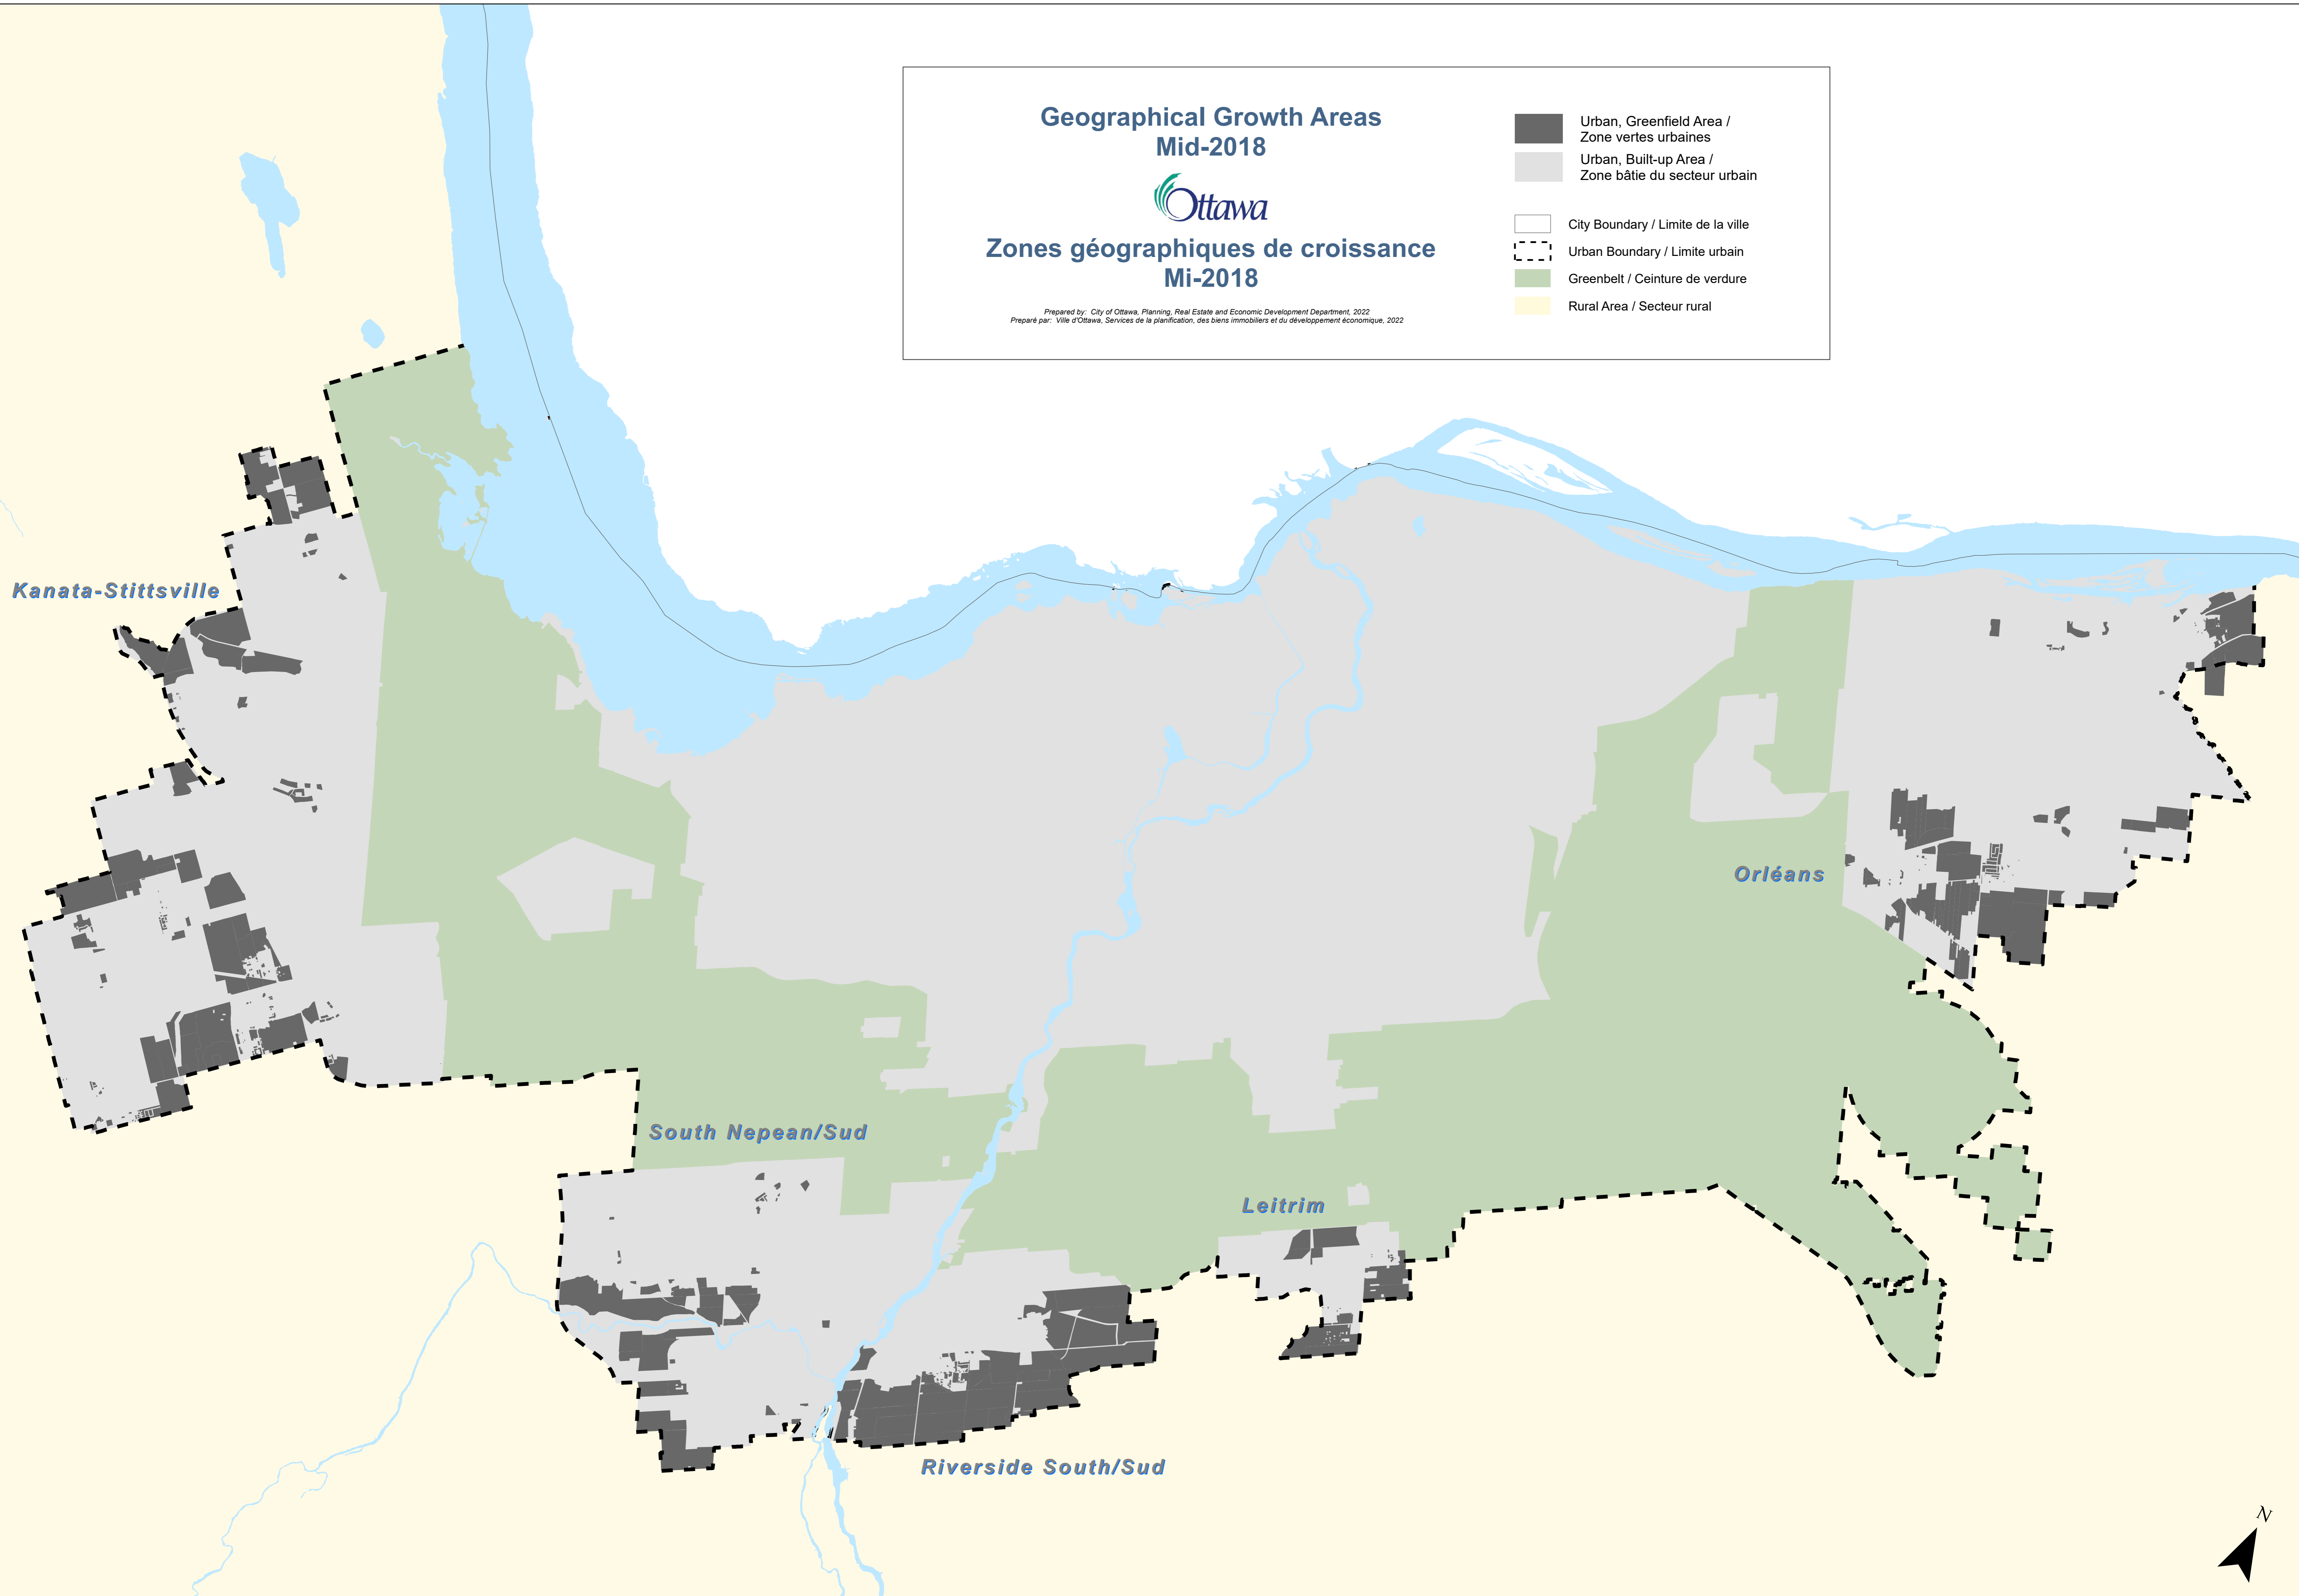 Geographical Growth Areas
Mid-2018
Ottawa
Zones géographiques de croissance
Mi-2018
Prepared by: City of Ottawa, Planning, Real Estate and Economic Development Department, 2022
Preparé par: Ville d'Ottawa, Services de la planification, des biens immobiliers et du développement économique, 2022
Urban, Greenfield Area /
Zone vertes urbaines
Urban, Built-up Area /
Zone bâtie du secteur urbain
City Boundary / Limite de la ville
Urban Boundary / Limite urbain
Greenbelt / Ceinture de verdure
Rural Area / Secteur rural
Kanata-Stittsville
Orléans
South Nepean/Sud
Leitrim
Riverside South/Sud
N